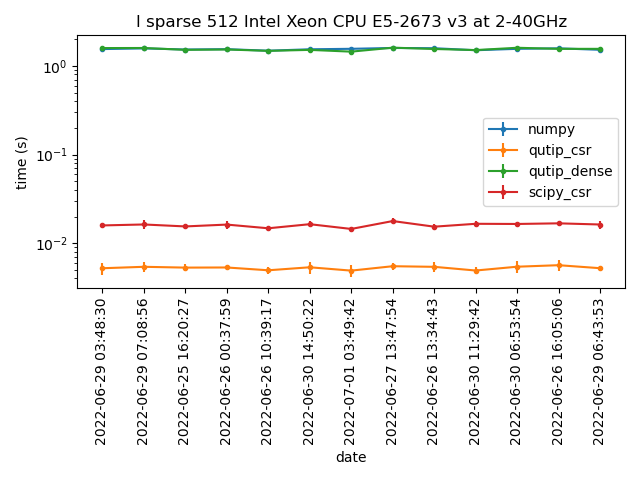 l sparse 512 Intel Xeon CPU E5-2673 v3 at 2-40GHz
time (s)
10⁰
10⁻¹
10⁻²
numpy
qutip_csr
qutip_dense
scipy_csr
2022-06-29 03:48:30
2022-06-29 07:08:56
2022-06-25 16:20:27
2022-06-26 00:37:59
2022-06-26 10:39:17
2022-06-30 14:50:22
2022-07-01 03:49:42
2022-06-27 13:47:54
2022-06-26 13:34:43
2022-06-30 11:29:42
2022-06-30 06:53:54
2022-06-26 16:05:06
2022-06-29 06:43:53
date